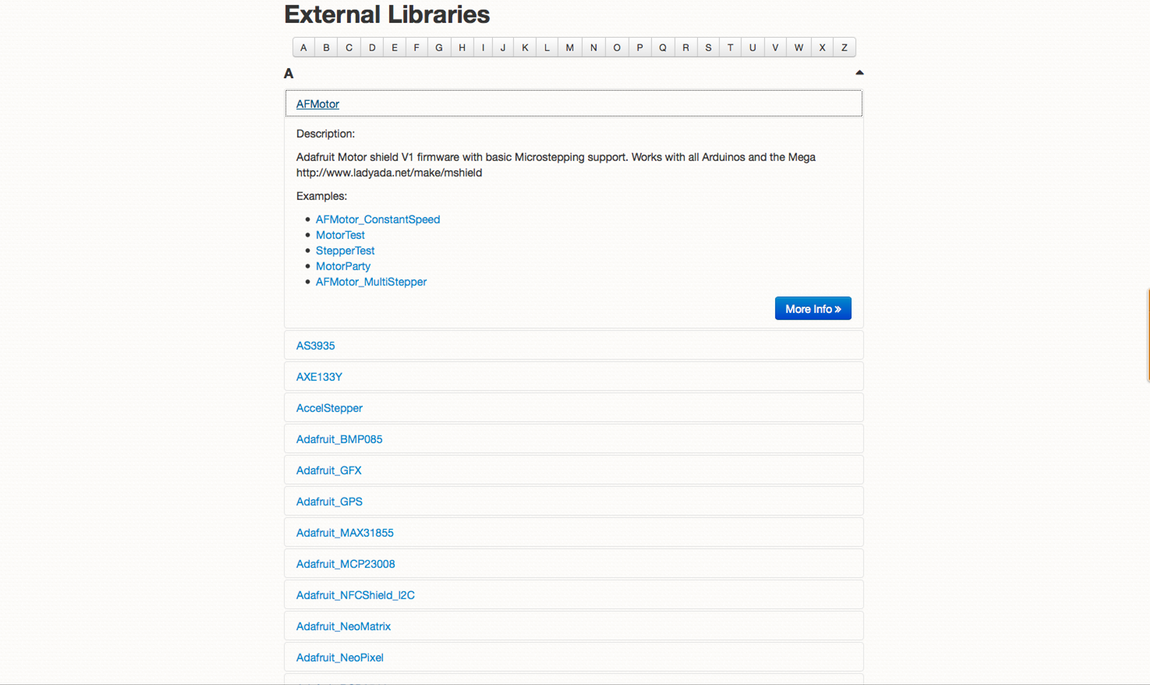 External Libraries
A B C D E F G H I J K L M N O P Q R S T U V W X Z
A
AFMotor
Description:
Adafruit Motor shield V1 firmware with basic Microstepping support. Works with all Arduinos and the Mega
http://www.ladyada.net/make/mshield
Examples:
AFMotor_ConstantSpeed
MotorTest
StepperTest
MotorParty
AFMotor_MultiStepper
More Info »
AS3935
AXE133Y
AccelStepper
Adafruit_BMP085
Adafruit_GFX
Adafruit_GPS
Adafruit_MAX31855
Adafruit_MCP23008
Adafruit_NFCShield_I2C
Adafruit_NeoMatrix
Adafruit_NeoPixel